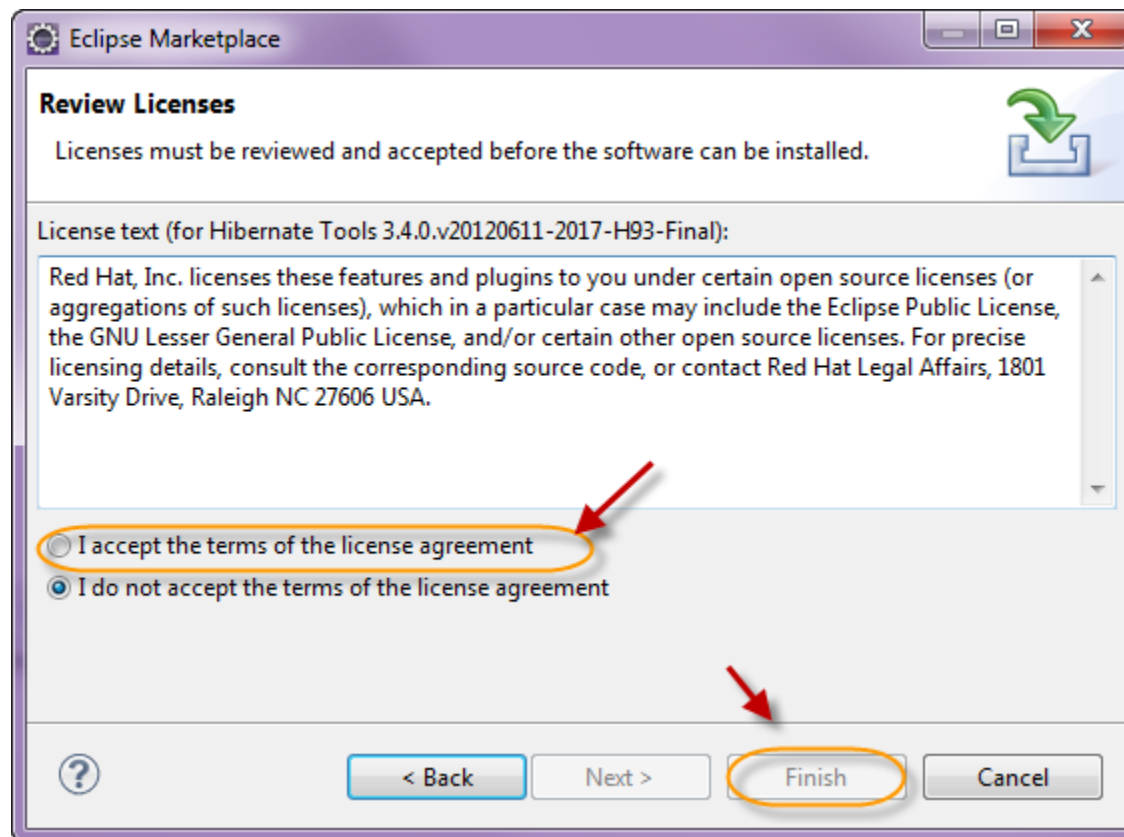 Eclipse Marketplace
Review Licenses
Licenses must be reviewed and accepted before the software can be installed.
License text (for Hibernate Tools 3.4.0.v20120611-2017-H93-Final):
Red Hat, Inc. licenses these features and plugins to you under certain open source licenses (or
aggregations of such licenses), which in a particular case may include the Eclipse Public License,
the GNU Lesser General Public License, and/or certain other open source licenses. For precise
licensing details, consult the corresponding source code, or contact Red Hat Legal Affairs, 1801
Varsity Drive, Raleigh NC 27606 USA.
I accept the terms of the license agreement
I do not accept the terms of the license agreement
? < Back Next > Finish Cancel